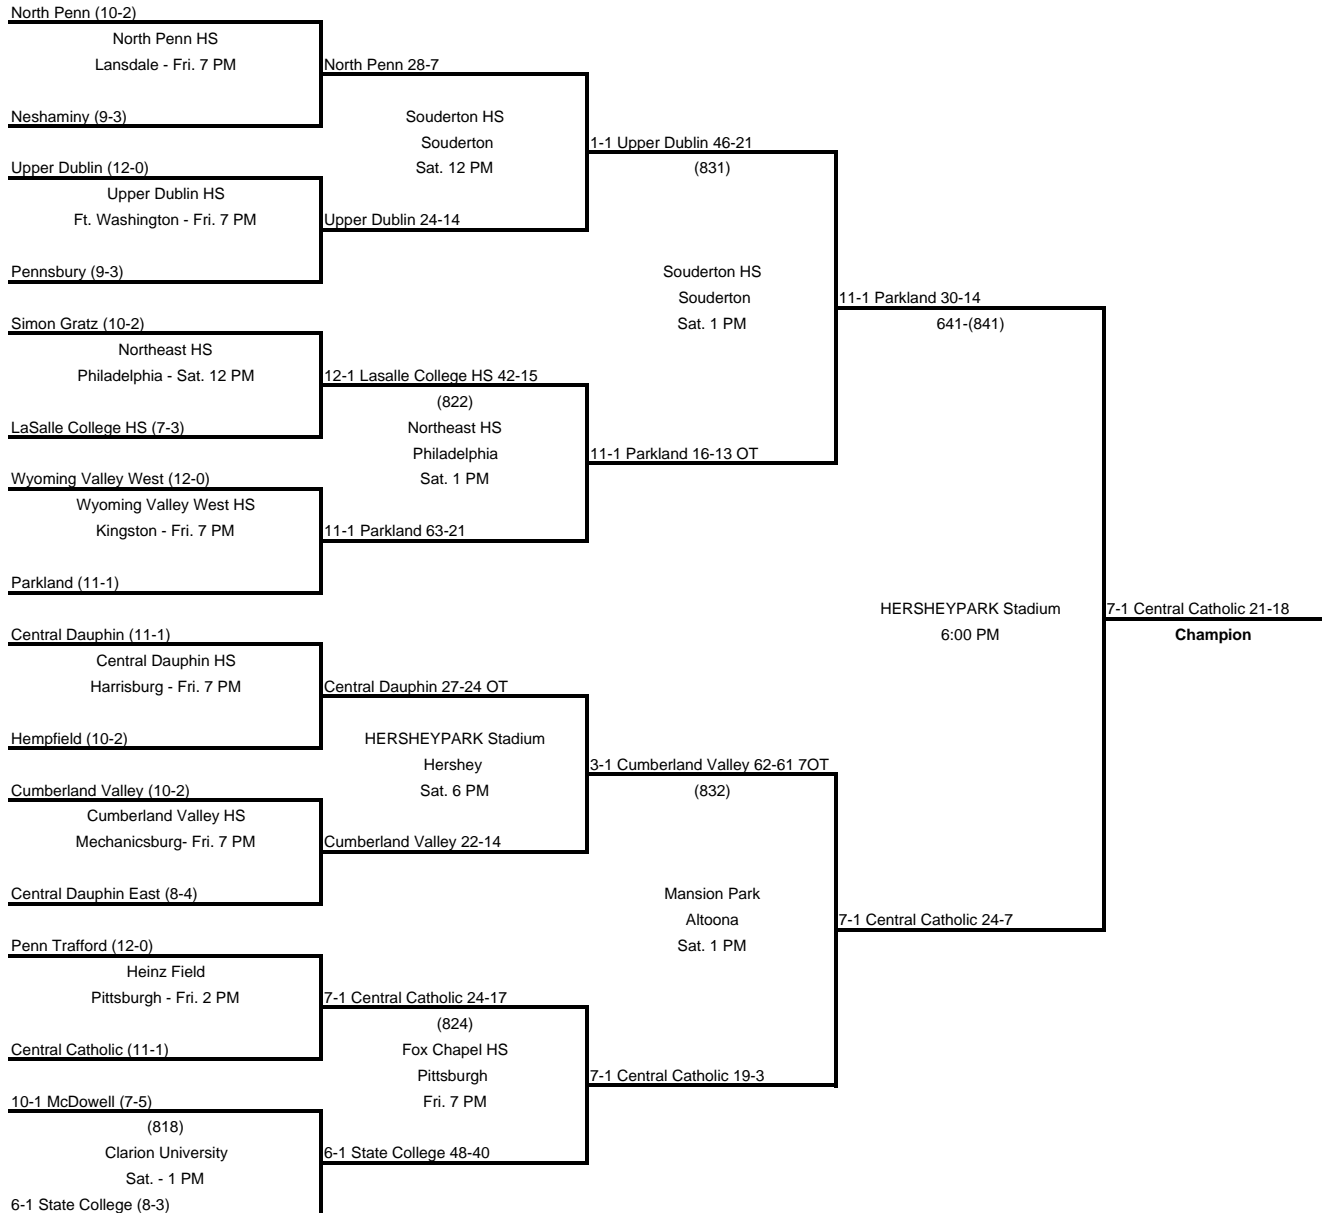 North Penn (10-2)
North Penn HS
Lansdale - Fri. 7 PM
North Penn 28-7
Neshaminy (9-3)
Souderton HS
Souderton
1-1 Upper Dublin 46-21
Upper Dublin (12-0)
Sat. 12 PM
(831)
Upper Dublin HS
Ft. Washington - Fri. 7 PM
Upper Dublin 24-14
Pennsbury (9-3)
Souderton HS
Souderton
11-1 Parkland 30-14
Simon Gratz (10-2)
Sat. 1 PM
641-(841)
Northeast HS
Philadelphia - Sat. 12 PM
12-1 Lasalle College HS 42-15
(822)
LaSalle College HS (7-3)
Northeast HS
Philadelphia
11-1 Parkland 16-13 OT
Wyoming Valley West (12-0)
Sat. 1 PM
Wyoming Valley West HS
Kingston - Fri. 7 PM
11-1 Parkland 63-21
Parkland (11-1)
HERSHEYPARK Stadium
7-1 Central Catholic 21-18
Central Dauphin (11-1)
6:00 PM
Champion
Central Dauphin HS
Harrisburg - Fri. 7 PM
Central Dauphin 27-24 OT
Hempfield (10-2)
HERSHEYPARK Stadium
Hershey
3-1 Cumberland Valley 62-61 7OT
Cumberland Valley (10-2)
Sat. 6 PM
(832)
Cumberland Valley HS
Mechanicsburg- Fri. 7 PM
Cumberland Valley 22-14
Central Dauphin East (8-4)
Mansion Park
Altoona
7-1 Central Catholic 24-7
Penn Trafford (12-0)
Sat. 1 PM
Heinz Field
Pittsburgh - Fri. 2 PM
7-1 Central Catholic 24-17
(824)
Central Catholic (11-1)
Fox Chapel HS
Pittsburgh
7-1 Central Catholic 19-3
10-1 McDowell (7-5)
Fri. 7 PM
(818)
Clarion University
6-1 State College 48-40
Sat. - 1 PM
6-1 State College (8-3)